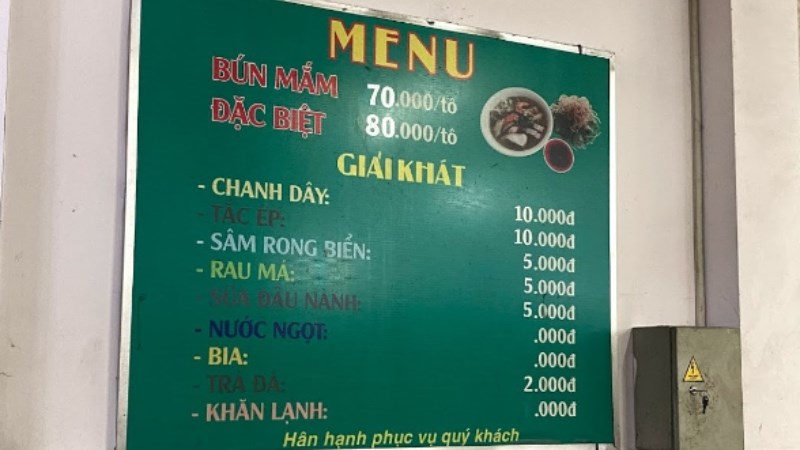 MENU
BÚN MẮM 70.000/tô
ĐẶC BIỆT 80.000/tô
GIẢI KHÁT
- CHANH DÂY: 10.000đ
- TẮC ÉP: 10.000đ
- SÂM RONG BIỂN: 5.000đ
- RAU MÁ: 5.000đ
- SỮA ĐẬU NÀNH: 5.000đ
- NƯỚC NGỌT: .000đ
- BIA: .000đ
- TRÀ ĐÁ: 2.000đ
- KHĂN LẠNH: .000đ
Hân hạnh phục vụ quý khách